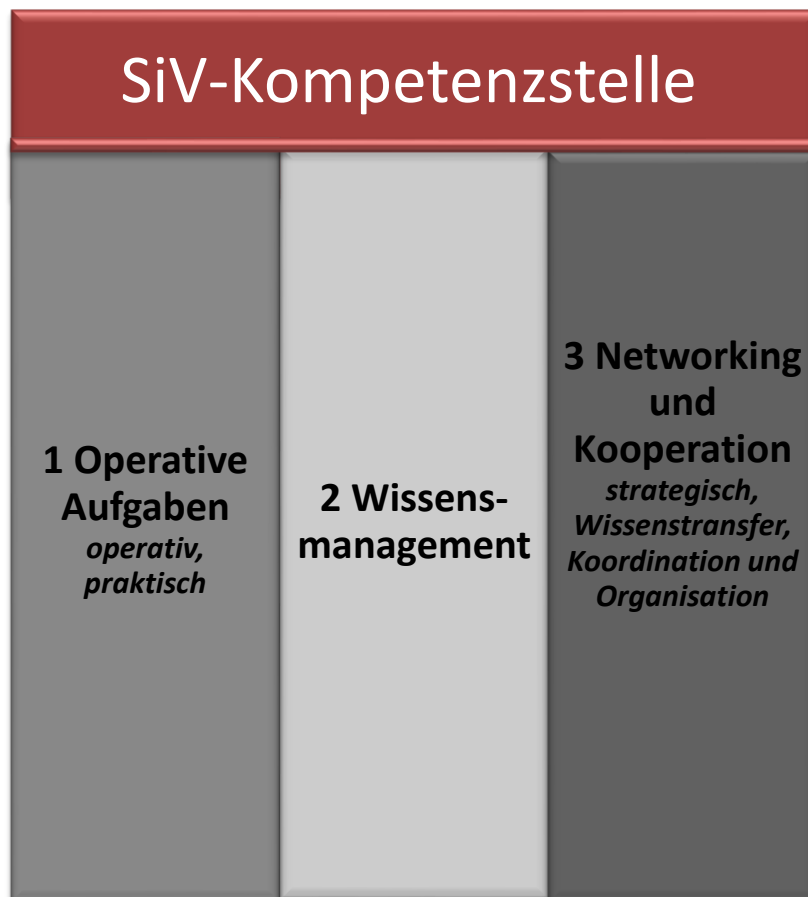 SiV-Kompetenzstelle
1 Operative
Aufgaben
operativ,
praktisch
2 Wissens-
management
3 Networking
und
Kooperation
strategisch,
Wissenstransfer,
Koordination und
Organisation